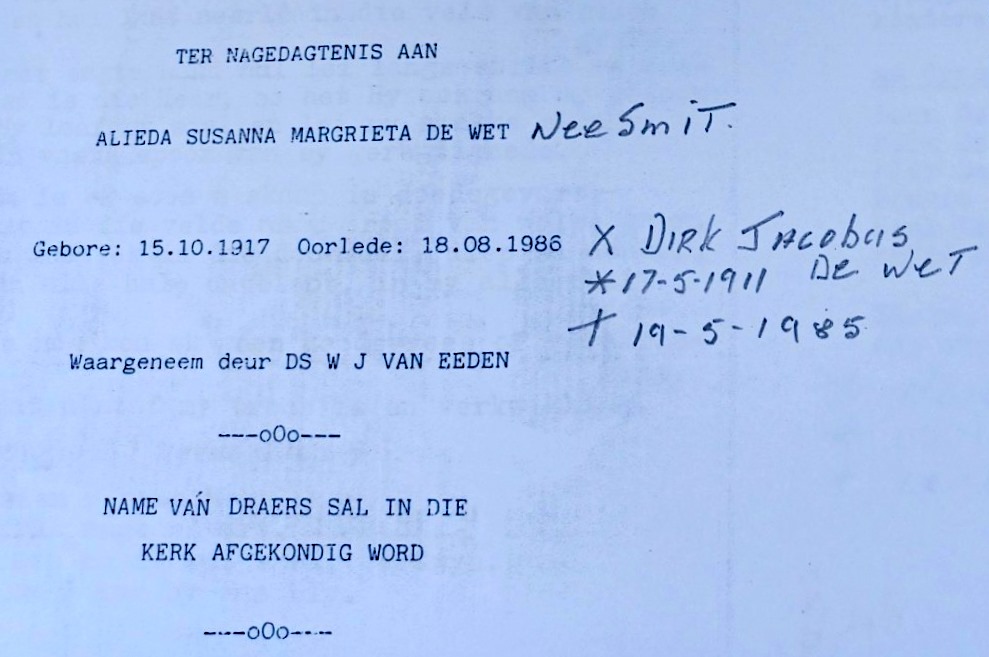 TER NAGEDAGTENIS AAN
ALIEDA SUSANNA MARGRIETA DE WET Nee SmiT.
Gebore: 15.10.1917 Oorlede: 18.08.1986 X DIRK JACObus
DE WeT
*17-5-1911
† 19-5-1985
Waargeneem deur DS W J VAN EEDEN
---oOo---
NAME VAN DRAERS SAL IN DIE
KERK AFGEKONDIG WORD
----oOo----